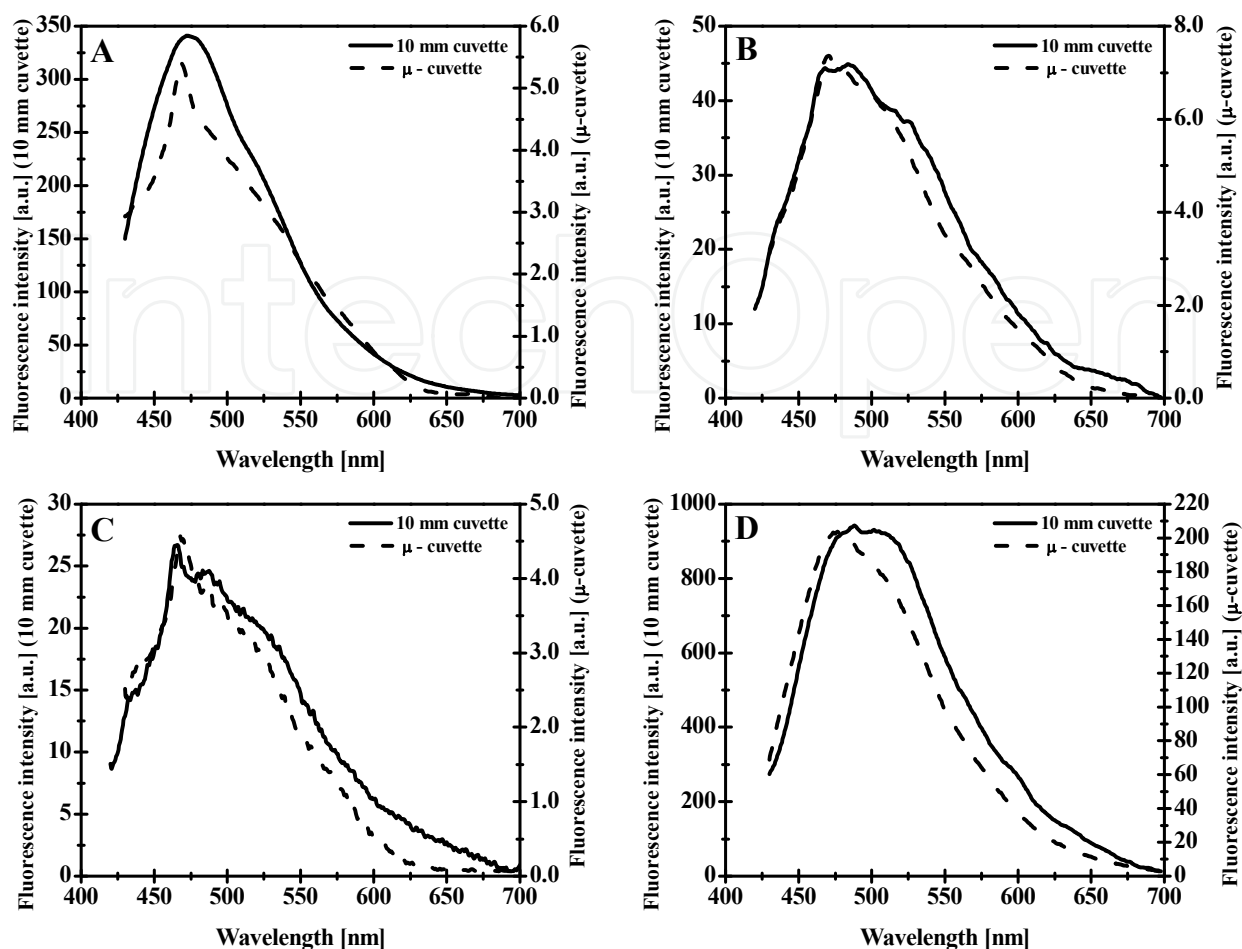 A
10 mm cuvette
μ - cuvette
Fluorescence intensity [a.u.] (10 mm cuvette)
350
325
300
275
250
225
200
175
150
125
100
75
50
25
0
Fluorescence intensity [a.u.] (μ-cuvette)
6.0
5.0
4.0
3.0
2.0
1.0
0.0
400 450 500 550 600 650 700
Wavelength [nm]
B
10 mm cuvette
μ - cuvette
Fluorescence intensity [a.u.] (10 mm cuvette)
50
40
30
20
10
0
Fluorescence intensity [a.u.] (μ-cuvette)
8.0
6.0
4.0
2.0
0.0
400 450 500 550 600 650 700
Wavelength [nm]
C
10 mm cuvette
μ - cuvette
Fluorescence intensity [a.u.] (10 mm cuvette)
30
25
20
15
10
5
0
Fluorescence intensity [a.u.] (μ-cuvette)
5.0
4.0
3.0
2.0
1.0
0.0
400 450 500 550 600 650 700
Wavelength [nm]
D
10 mm cuvette
μ - cuvette
Fluorescence intensity [a.u.] (10 mm cuvette)
1000
800
600
400
200
0
Fluorescence intensity [a.u.] (μ-cuvette)
220
200
180
160
140
120
100
80
60
40
20
0
400 450 500 550 600 650 700
Wavelength [nm]
IntechOpen